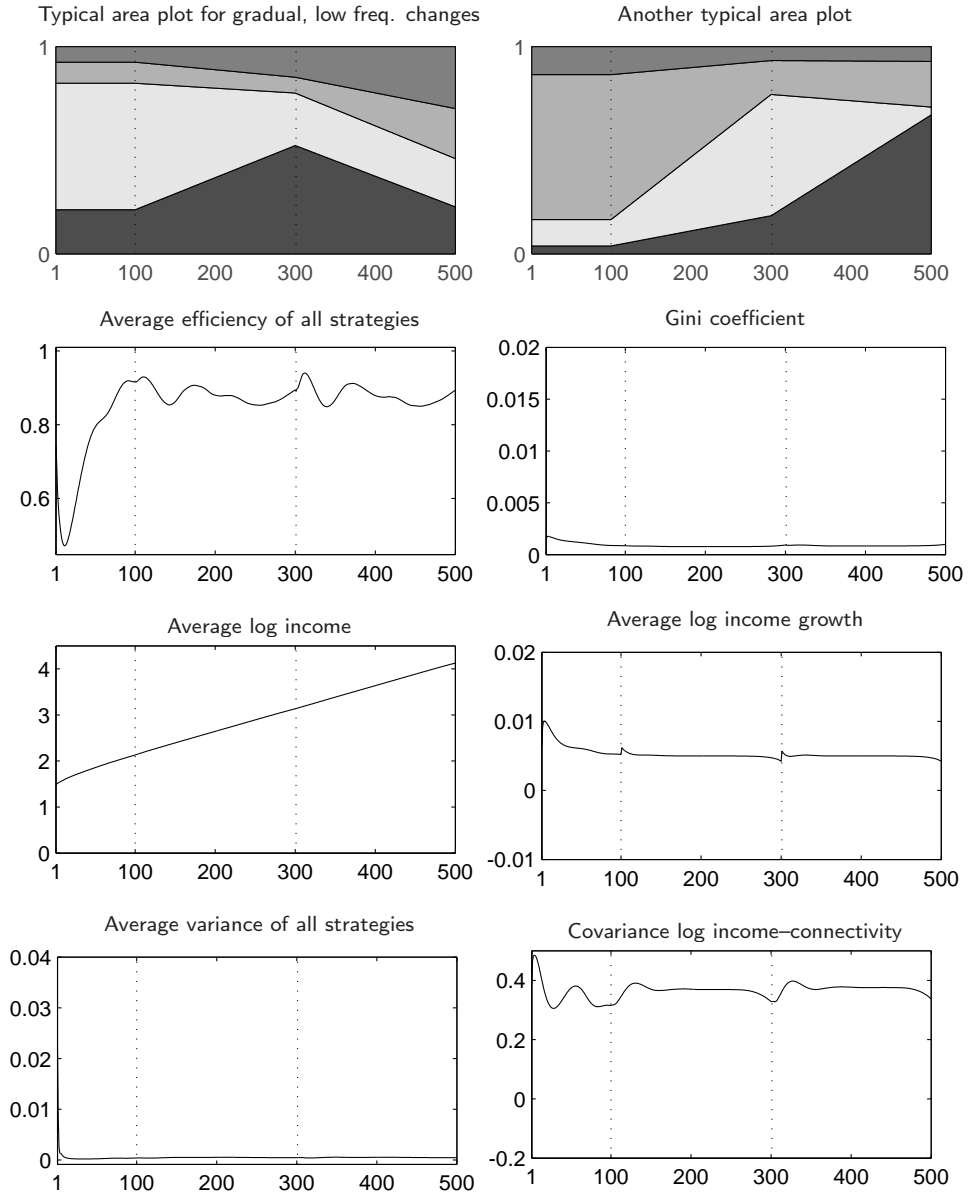 Typical area plot for gradual, low freq. changes
1
0
1 100 200 300 400 500
Another typical area plot
1
0
1 100 200 300 400 500
Average efficiency of all strategies
1
0.8
0.6
1 100 200 300 400 500
Gini coefficient
0.02
0.015
0.01
0.005
0
1 100 200 300 400 500
Average log income
4
3
2
1
0
1 100 200 300 400 500
Average log income growth
0.02
0.01
0
-0.01
1 100 200 300 400 500
Average variance of all strategies
0.04
0.03
0.02
0.01
0
1 100 200 300 400 500
Covariance log income–connectivity
0.4
0.2
0
-0.2
1 100 200 300 400 500